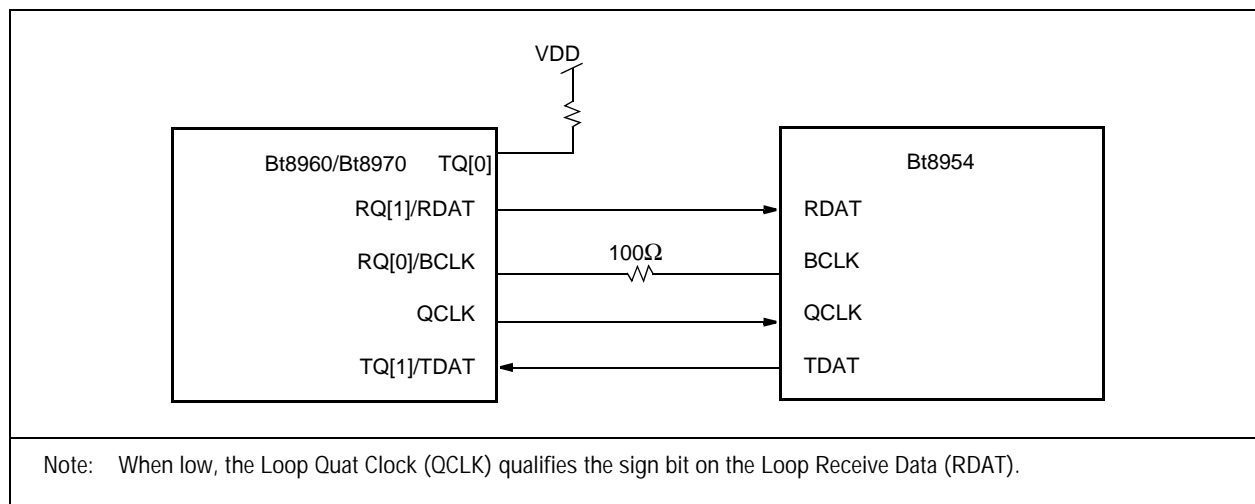 VDD
Bt8960/Bt8970 TQ[0]
Bt8954
RQ[1]/RDAT
RDAT
RQ[0]/BCLK
100Ω
BCLK
QCLK
QCLK
TQ[1]/TDAT
TDAT
Note: When low, the Loop Quat Clock (QCLK) qualifies the sign bit on the Loop Receive Data (RDAT).